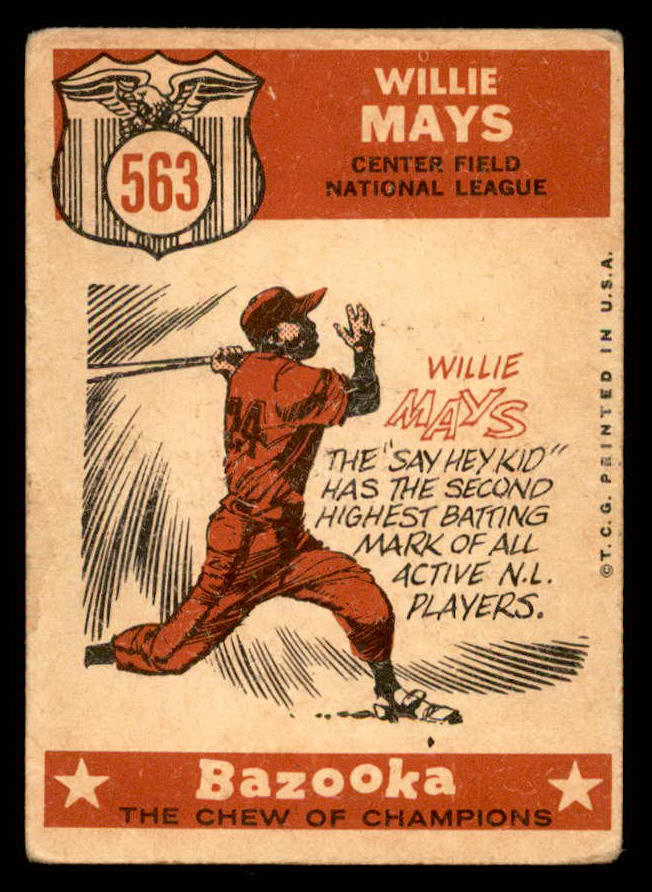 563
WILLIE
MAYS
CENTER FIELD
NATIONAL LEAGUE
WILLIE
MAYS
THE "SAY HEY KID"
HAS THE SECOND
HIGHEST BATTING
MARK OF ALL
ACTIVE N.L.
PLAYERS.
©T.C.G. PRINTED IN U.S.A.
Bazooka
THE CHEW OF CHAMPIONS